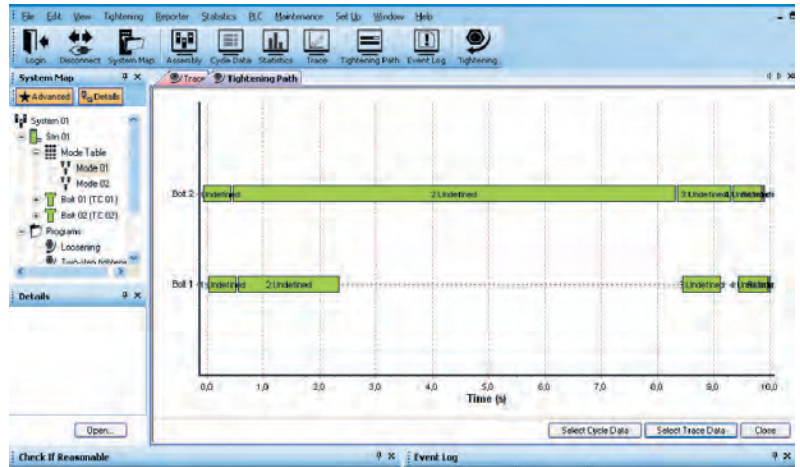 File Edit View Tightening Reporter Statistics PLC Maintenance Set Up Window Help
Login Disconnect System Map Assembly Cycle Data Statistics Trace Tightening Path Event Log Tightening
System Map
Trace Tightening Path
Advanced Details
System 01
Stn 01
Mode Table
Mode 01
Mode 02
Bolt 01 (TC 01)
Bolt 02 (TC 02)
Programs
Loosening
Details
Open...
Bolt 2 Undefined 2:Undefined 3:Undefined
Bolt 1 Undefined 2:Undefined Undefined
0,0 1,0 2,0 3,0 4,0 5,0 6,0 7,0 8,0 9,0 10,0
Time (s)
Select Cycle Data Select Trace Data Close
Check If Reasonable Event Log